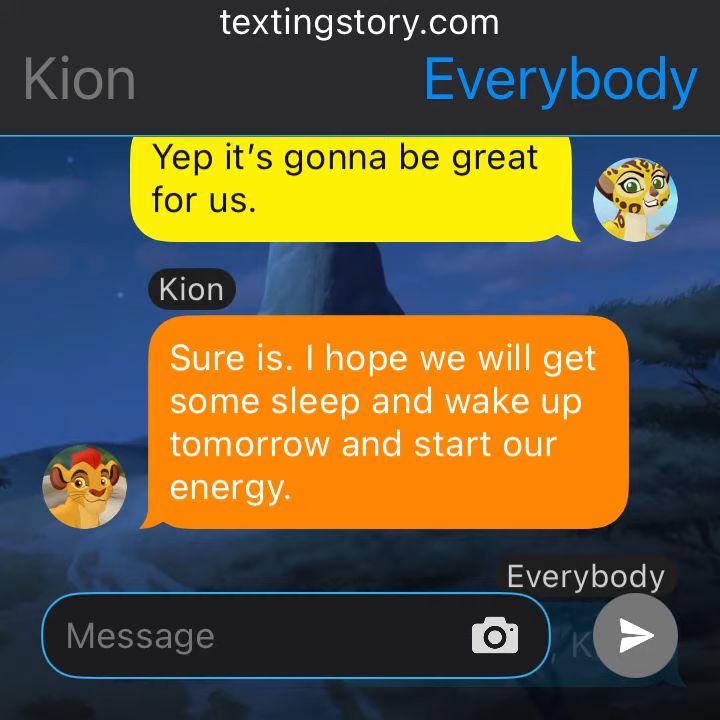 textingstory.com
Kion
Everybody
Yep it’s gonna be great
for us.
Kion
Sure is. I hope we will get
some sleep and wake up
tomorrow and start our
energy.
Everybody
Message